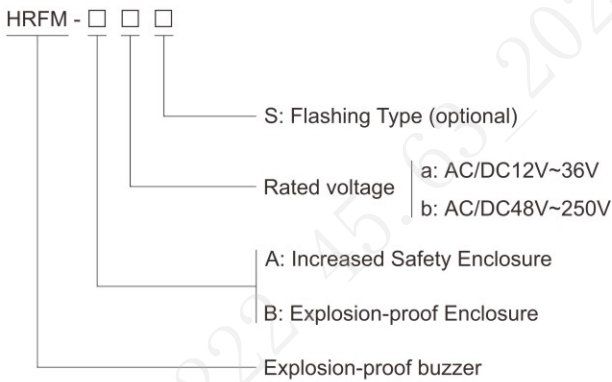 HRFM - □ □ □
S: Flashing Type (optional)
Rated voltage
a: AC/DC12V~36V
b: AC/DC48V~250V
A: Increased Safety Enclosure
B: Explosion-proof Enclosure
Explosion-proof buzzer